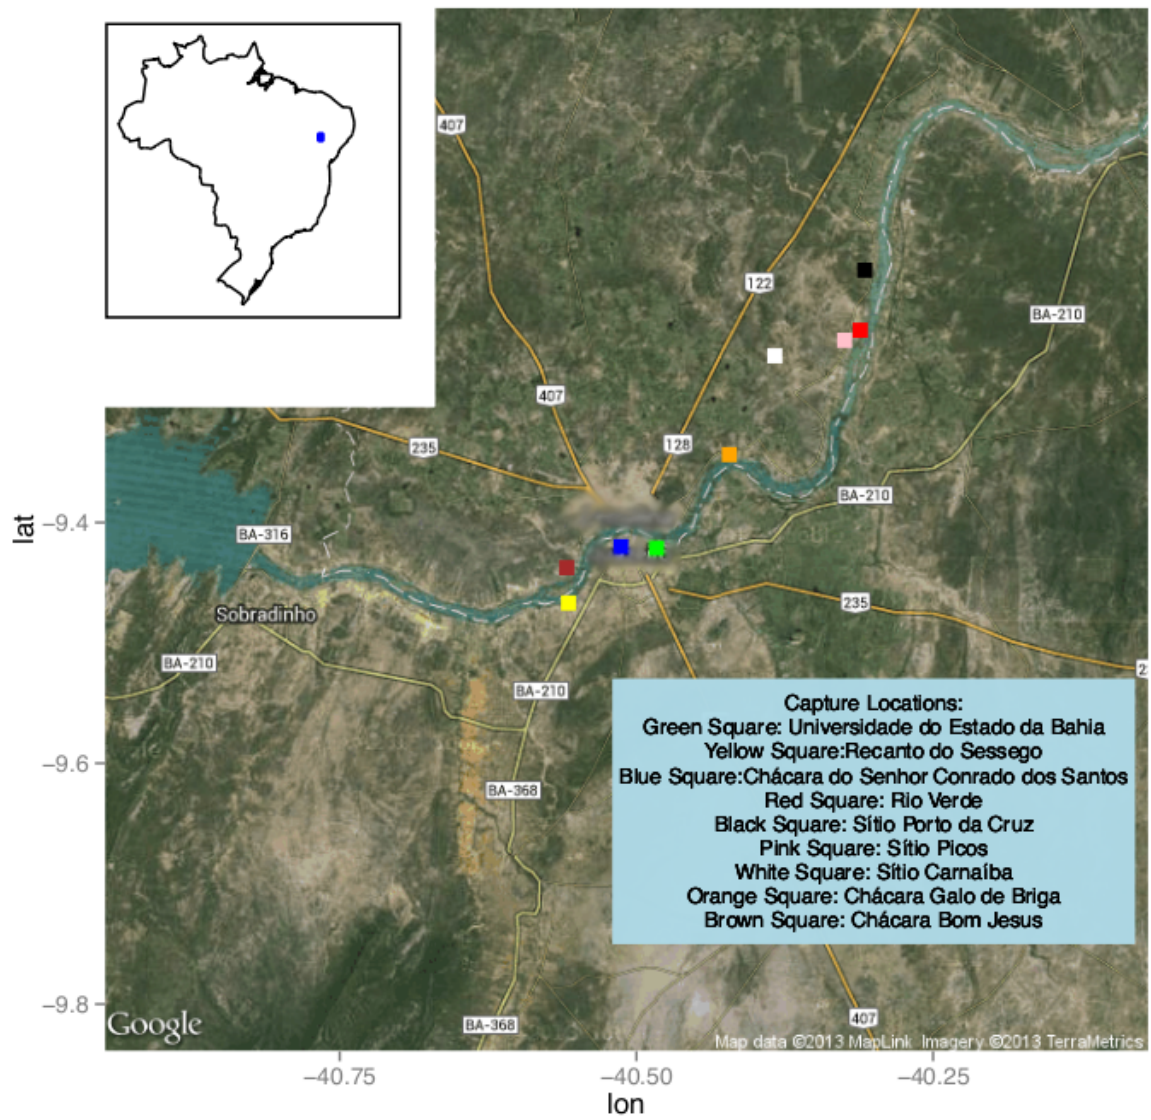 407
122
BA-210
407
128
235
BA-210
lat
-9.4
BA-316
235
Sobradinho
BA-210
BA-210
-9.6
BA-368
Capture Locations:
Green Square: Universidade do Estado da Bahia
Yellow Square:Recanto do Sessego
Blue Square:Chácara do Senhor Conrado dos Santos
Red Square: Rio Verde
Black Square: Sítio Porto da Cruz
Pink Square: Sítio Picos
White Square: Sítio Carnaíba
Orange Square: Chácara Galo de Briga
Brown Square: Chácara Bom Jesus
-9.8
Google
BA-368
407
Map data ©2013 MapLink Imagery ©2013 TerraMetrics
-40.75
-40.50
-40.25
lon